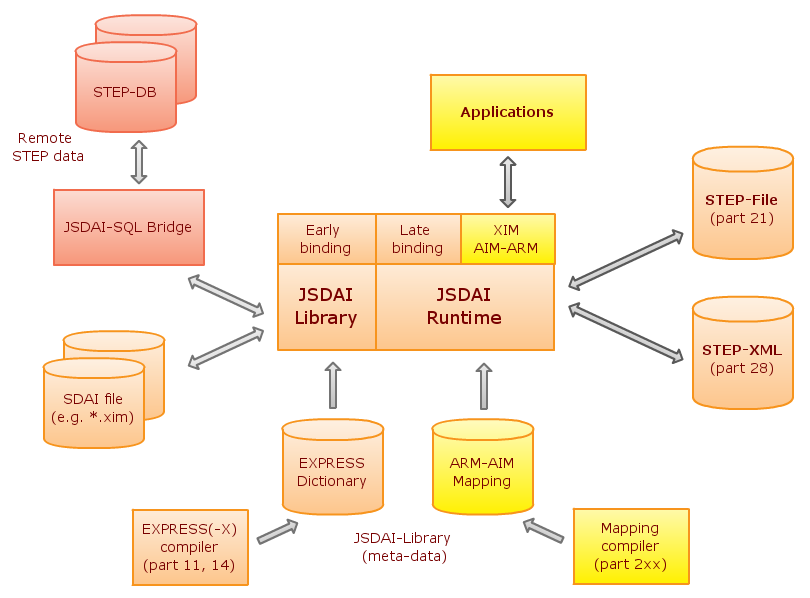 STEP-DB
Remote
STEP data
JSDAI-SQL Bridge
Applications
STEP-File
(part 21)
Early
binding
Late
binding
XIM
AIM-ARM
JSDAI
Library
JSDAI
Runtime
STEP-XML
(part 28)
SDAI file
(e.g. *.xim)
EXPRESS
Dictionary
ARM-AIM
Mapping
EXPRESS(-X)
compiler
(part 11, 14)
JSDAI-Library
(meta-data)
Mapping
compiler
(part 2xx)